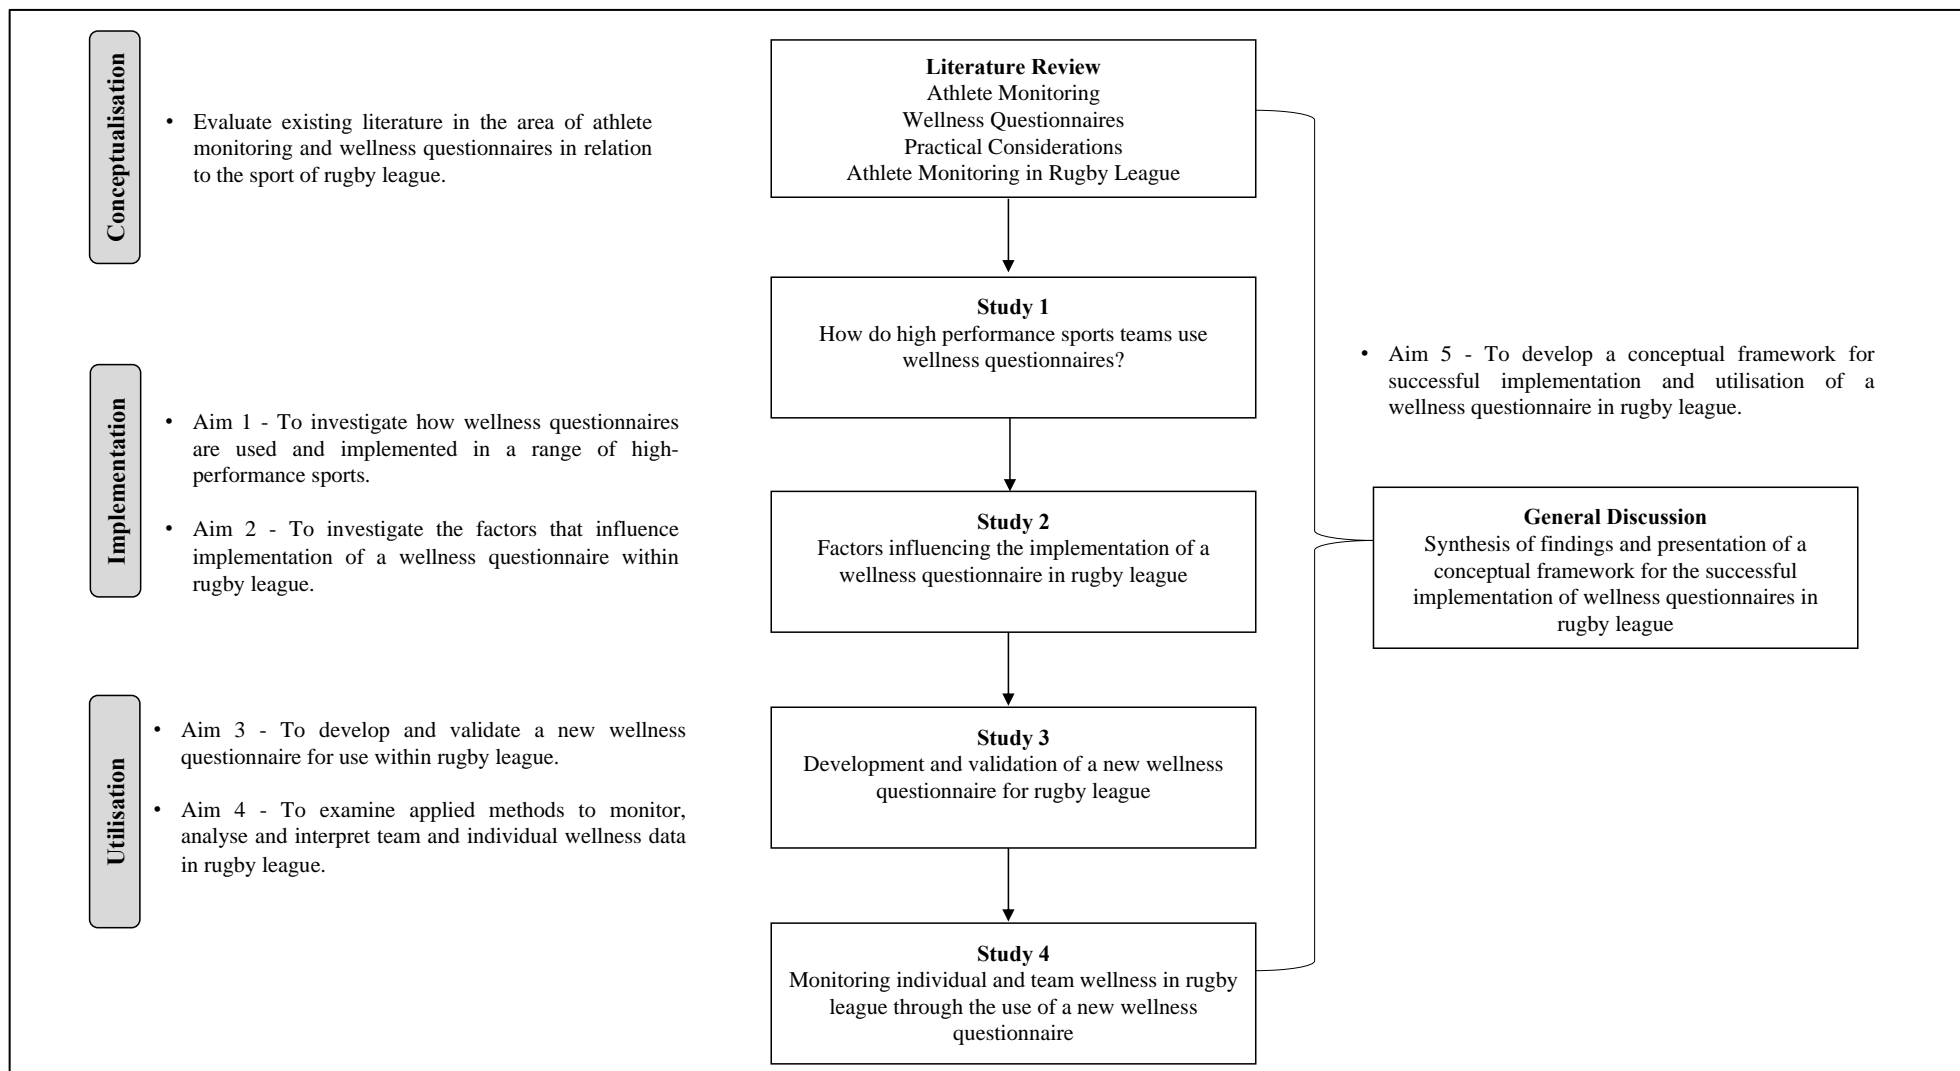 Conceptualisation
• Evaluate existing literature in the area of athlete
monitoring and wellness questionnaires in relation
to the sport of rugby league.
Implementation
• Aim 1 - To investigate how wellness questionnaires
are used and implemented in a range of high-
performance sports.
• Aim 2 - To investigate the factors that influence
implementation of a wellness questionnaire within
rugby league.
Utilisation
• Aim 3 - To develop and validate a new wellness
questionnaire for use within rugby league.
• Aim 4 - To examine applied methods to monitor,
analyse and interpret team and individual wellness data
in rugby league.
Literature Review
Athlete Monitoring
Wellness Questionnaires
Practical Considerations
Athlete Monitoring in Rugby League
Study 1
How do high performance sports teams use
wellness questionnaires?
Study 2
Factors influencing the implementation of a
wellness questionnaire in rugby league
Study 3
Development and validation of a new wellness
questionnaire for rugby league
Study 4
Monitoring individual and team wellness in rugby
league through the use of a new wellness
questionnaire
• Aim 5 - To develop a conceptual framework for
successful implementation and utilisation of a
wellness questionnaire in rugby league.
General Discussion
Synthesis of findings and presentation of a
conceptual framework for the successful
implementation of wellness questionnaires in
rugby league